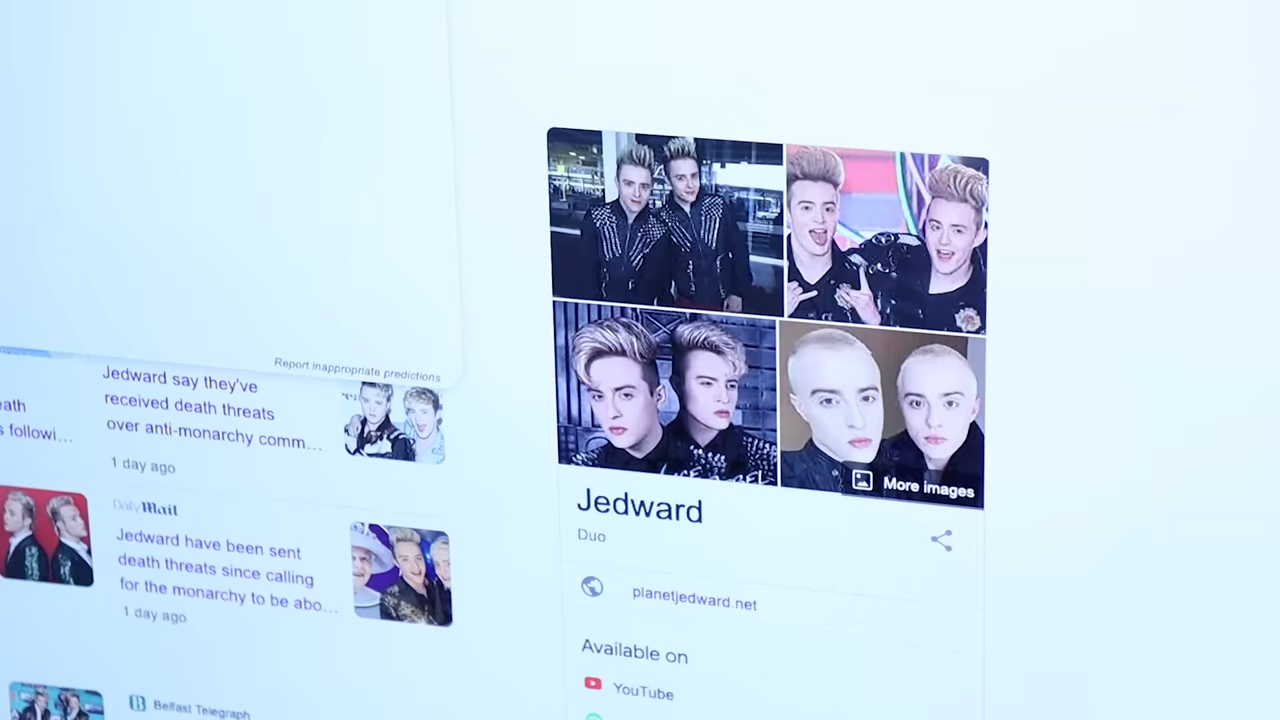 Report inappropriate predictions
Jedward say they've
received death threats
over anti-monarchy comm...
1 day ago
eath
s followi...
Daily Mail
Jedward have been sent
death threats since calling
for the monarchy to be abo...
1 day ago
Belfast Telegraph
More images
Jedward
Duo
planetjedward.net
Available on
YouTube